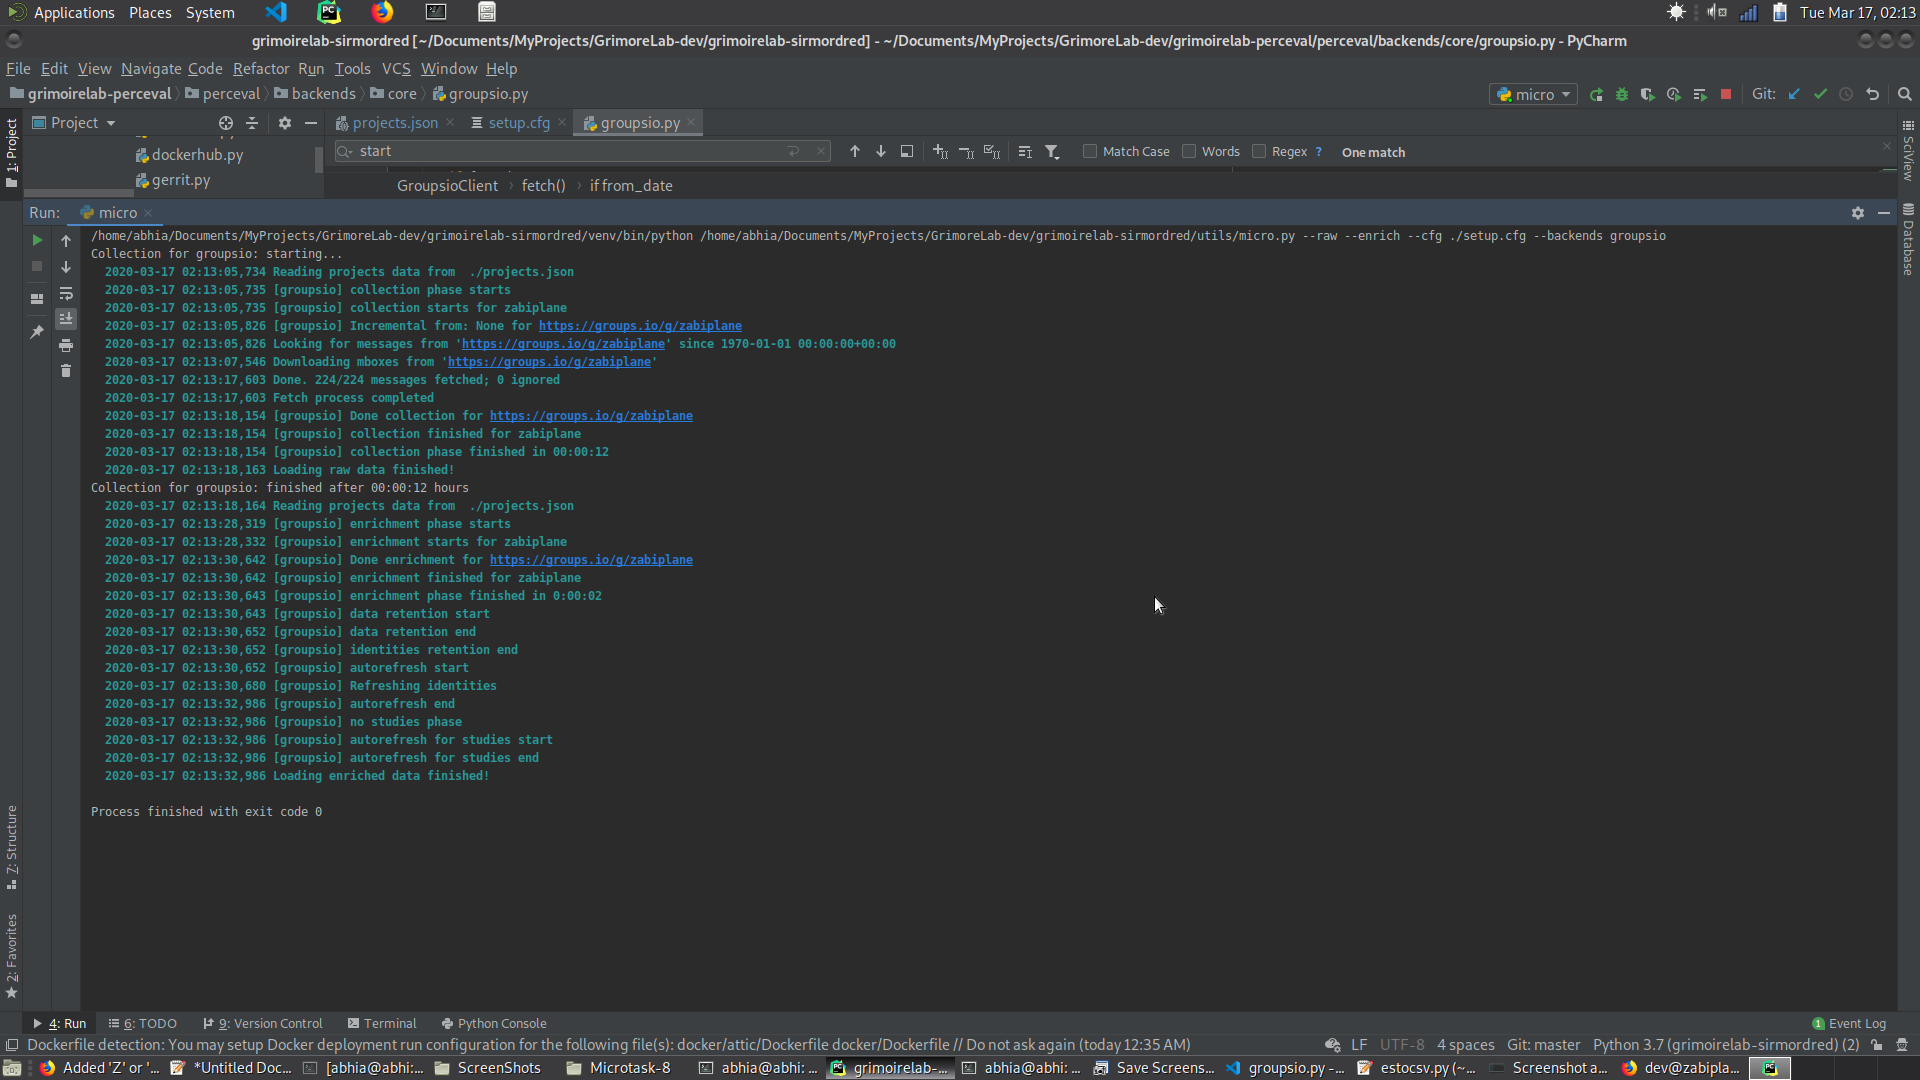 Applications Places System Tue Mar 17, 02:13
grimoirelab-sirmordred [~/Documents/MyProjects/GrimoreLab-dev/grimoirelab-sirmordred] - ~/Documents/MyProjects/GrimoreLab-dev/grimoirelab-perceval/perceval/backends/core/groupsio.py - PyCharm
File Edit View Navigate Code Refactor Run Tools VCS Window Help
grimoirelab-perceval perceval backends core groupsio.py micro Git:
1: Project
Project projects.json setup.cfg groupsio.py
dockerhub.py
gerrit.py
start Match Case Words Regex ? One match
GroupsioClient fetch() if from_date
SciView
Database
Run: micro
/home/abhia/Documents/MyProjects/GrimoreLab-dev/grimoirelab-sirmordred/venv/bin/python /home/abhia/Documents/MyProjects/GrimoreLab-dev/grimoirelab-sirmordred/utils/micro.py --raw --enrich --cfg ./setup.cfg --backends groupsio
Collection for groupsio: starting...
2020-03-17 02:13:05,734 Reading projects data from  ./projects.json
2020-03-17 02:13:05,735 [groupsio] collection phase starts
2020-03-17 02:13:05,735 [groupsio] collection starts for zabiplane
2020-03-17 02:13:05,826 [groupsio] Incremental from: None for https://groups.io/g/zabiplane
2020-03-17 02:13:05,826 Looking for messages from 'https://groups.io/g/zabiplane' since 1970-01-01 00:00:00+00:00
2020-03-17 02:13:07,546 Downloading mboxes from 'https://groups.io/g/zabiplane'
2020-03-17 02:13:17,603 Done. 224/224 messages fetched; 0 ignored
2020-03-17 02:13:17,603 Fetch process completed
2020-03-17 02:13:18,154 [groupsio] Done collection for https://groups.io/g/zabiplane
2020-03-17 02:13:18,154 [groupsio] collection finished for zabiplane
2020-03-17 02:13:18,154 [groupsio] collection phase finished in 00:00:12
2020-03-17 02:13:18,163 Loading raw data finished!
Collection for groupsio: finished after 00:00:12 hours
2020-03-17 02:13:18,164 Reading projects data from  ./projects.json
2020-03-17 02:13:28,319 [groupsio] enrichment phase starts
2020-03-17 02:13:28,332 [groupsio] enrichment starts for zabiplane
2020-03-17 02:13:30,642 [groupsio] Done enrichment for https://groups.io/g/zabiplane
2020-03-17 02:13:30,642 [groupsio] enrichment finished for zabiplane
2020-03-17 02:13:30,643 [groupsio] enrichment phase finished in 0:00:02
2020-03-17 02:13:30,643 [groupsio] data retention start
2020-03-17 02:13:30,652 [groupsio] data retention end
2020-03-17 02:13:30,652 [groupsio] identities retention end
2020-03-17 02:13:30,652 [groupsio] autorefresh start
2020-03-17 02:13:30,680 [groupsio] Refreshing identities
2020-03-17 02:13:32,986 [groupsio] autorefresh end
2020-03-17 02:13:32,986 [groupsio] no studies phase
2020-03-17 02:13:32,986 [groupsio] autorefresh for studies start
2020-03-17 02:13:32,986 [groupsio] autorefresh for studies end
2020-03-17 02:13:32,986 Loading enriched data finished!
Process finished with exit code 0
Z: Structure
2: Favorites
4: Run 6: TODO 9: Version Control Terminal Python Console 1 Event Log
Dockerfile detection: You may setup Docker deployment run configuration for the following file(s): docker/attic/Dockerfile docker/Dockerfile // Do not ask again (today 12:35 AM) LF UTF-8 4 spaces Git: master Python 3.7 (grimoirelab-sirmordred) (2)
Added 'Z' or '... *Untitled Doc... [abhia@abhi:... ScreenShots Microtask-8 abhia@abhi: ... grimoirelab-... abhia@abhi: ... Save Screens... groupsio.py -... estocsv.py (~... Screenshot a... dev@zabipla...